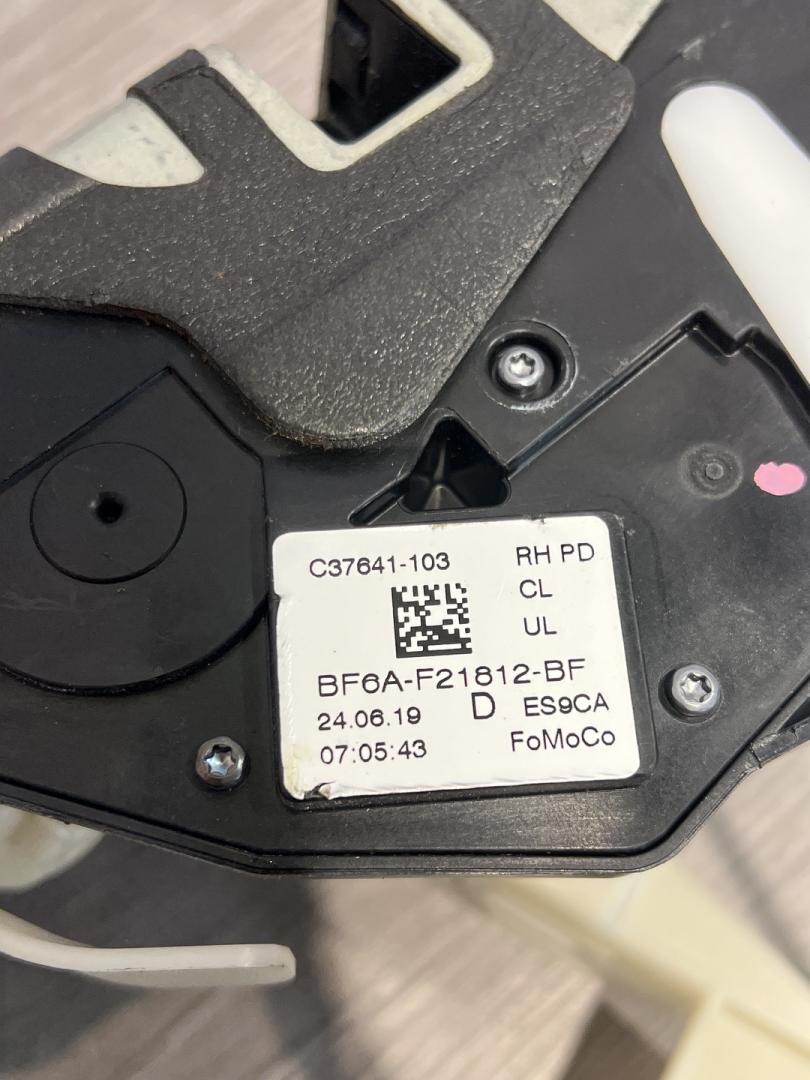 C37641-103 RH PD
CL
UL
BF6A-F21812-BF
24.06.19 D ES9CA
07:05:43 FoMoCo